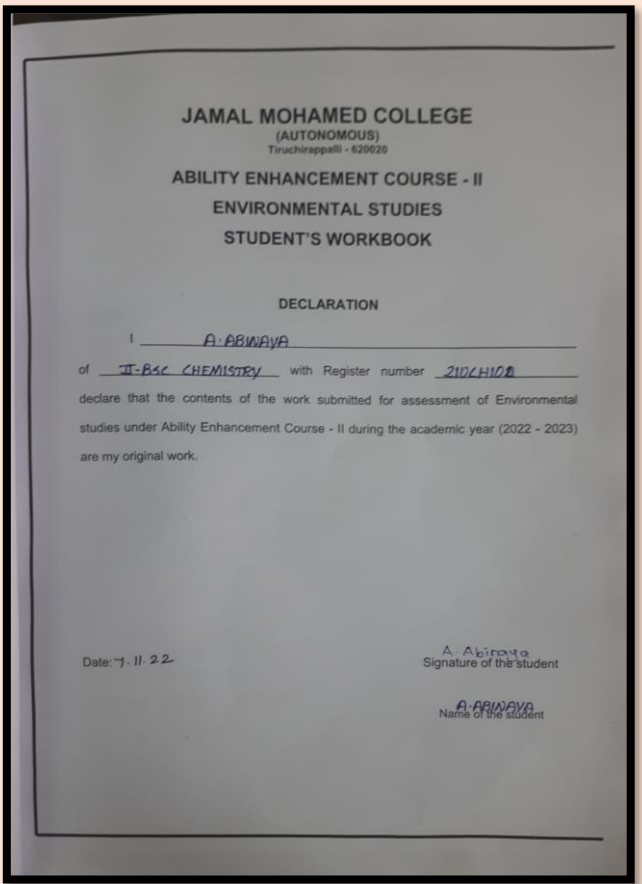 JAMAL MOHAMED COLLEGE
(AUTONOMOUS)
Tiruchirappalli - 620020
ABILITY ENHANCEMENT COURSE - II
ENVIRONMENTAL STUDIES
STUDENT'S WORKBOOK
DECLARATION
I A. ABINAYA
of II-BSC CHEMISTRY with Register number
declare that the contents of the work submitted for assessment of Environmental
studies under Ability Enhancement Course - II during the academic year (2022 - 2023)
are my original work.
Date: 7.11.22
A. Abinaya
Signature of the student
A. ABINAYA
Name of the student